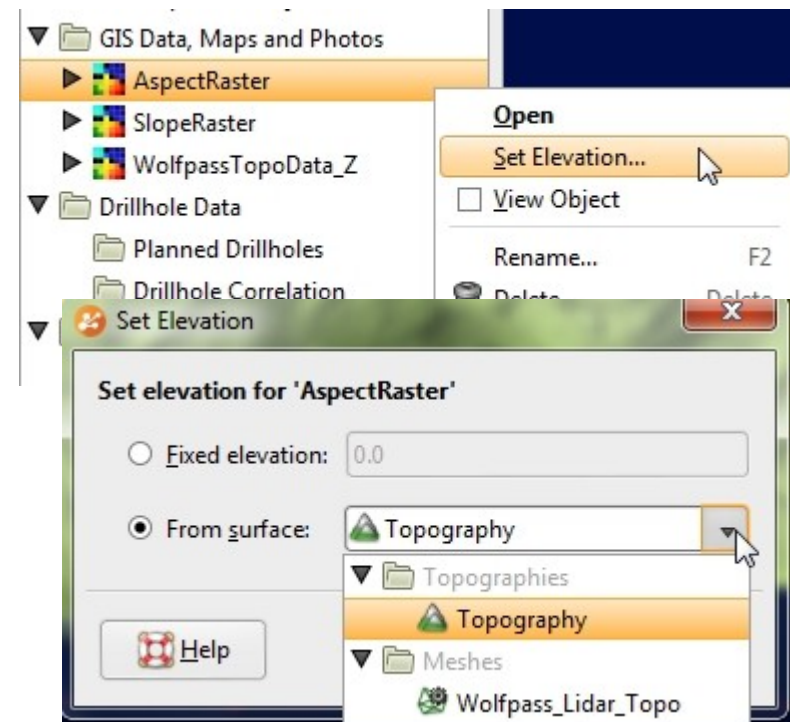 GIS Data, Maps and Photos
AspectRaster
SlopeRaster
WolfpassTopoData_Z
Drillhole Data
Planned Drillholes
Drillhole Correlation
Open
Set Elevation...
View Object
Rename... F2
Delete Delete
Set Elevation
Set elevation for 'AspectRaster'
Fixed elevation: 0.0
From surface: Topography
Topographies
Topography
Meshes
Wolfpass_Lidar_Topo
Help